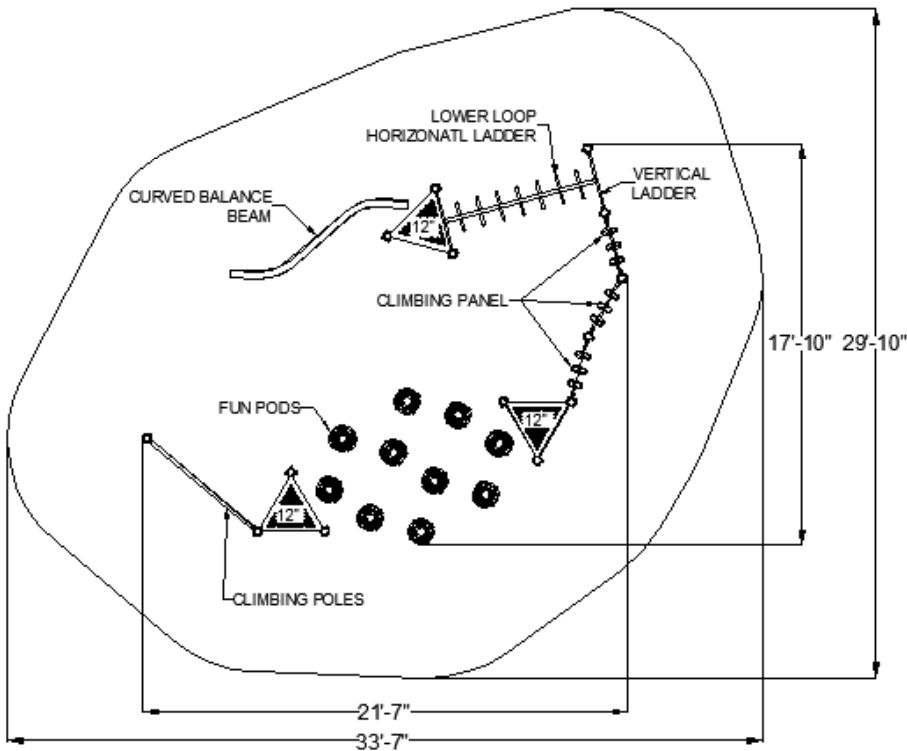 LOWER LOOP
HORIZONATL LADDER
VERTICAL
LADDER
CURVED BALANCE
BEAM
12"
CLIMBING PANEL
17'-10"
29'-10"
FUN PODS
12"
12"
CLIMBING POLES
21'-7"
33'-7"